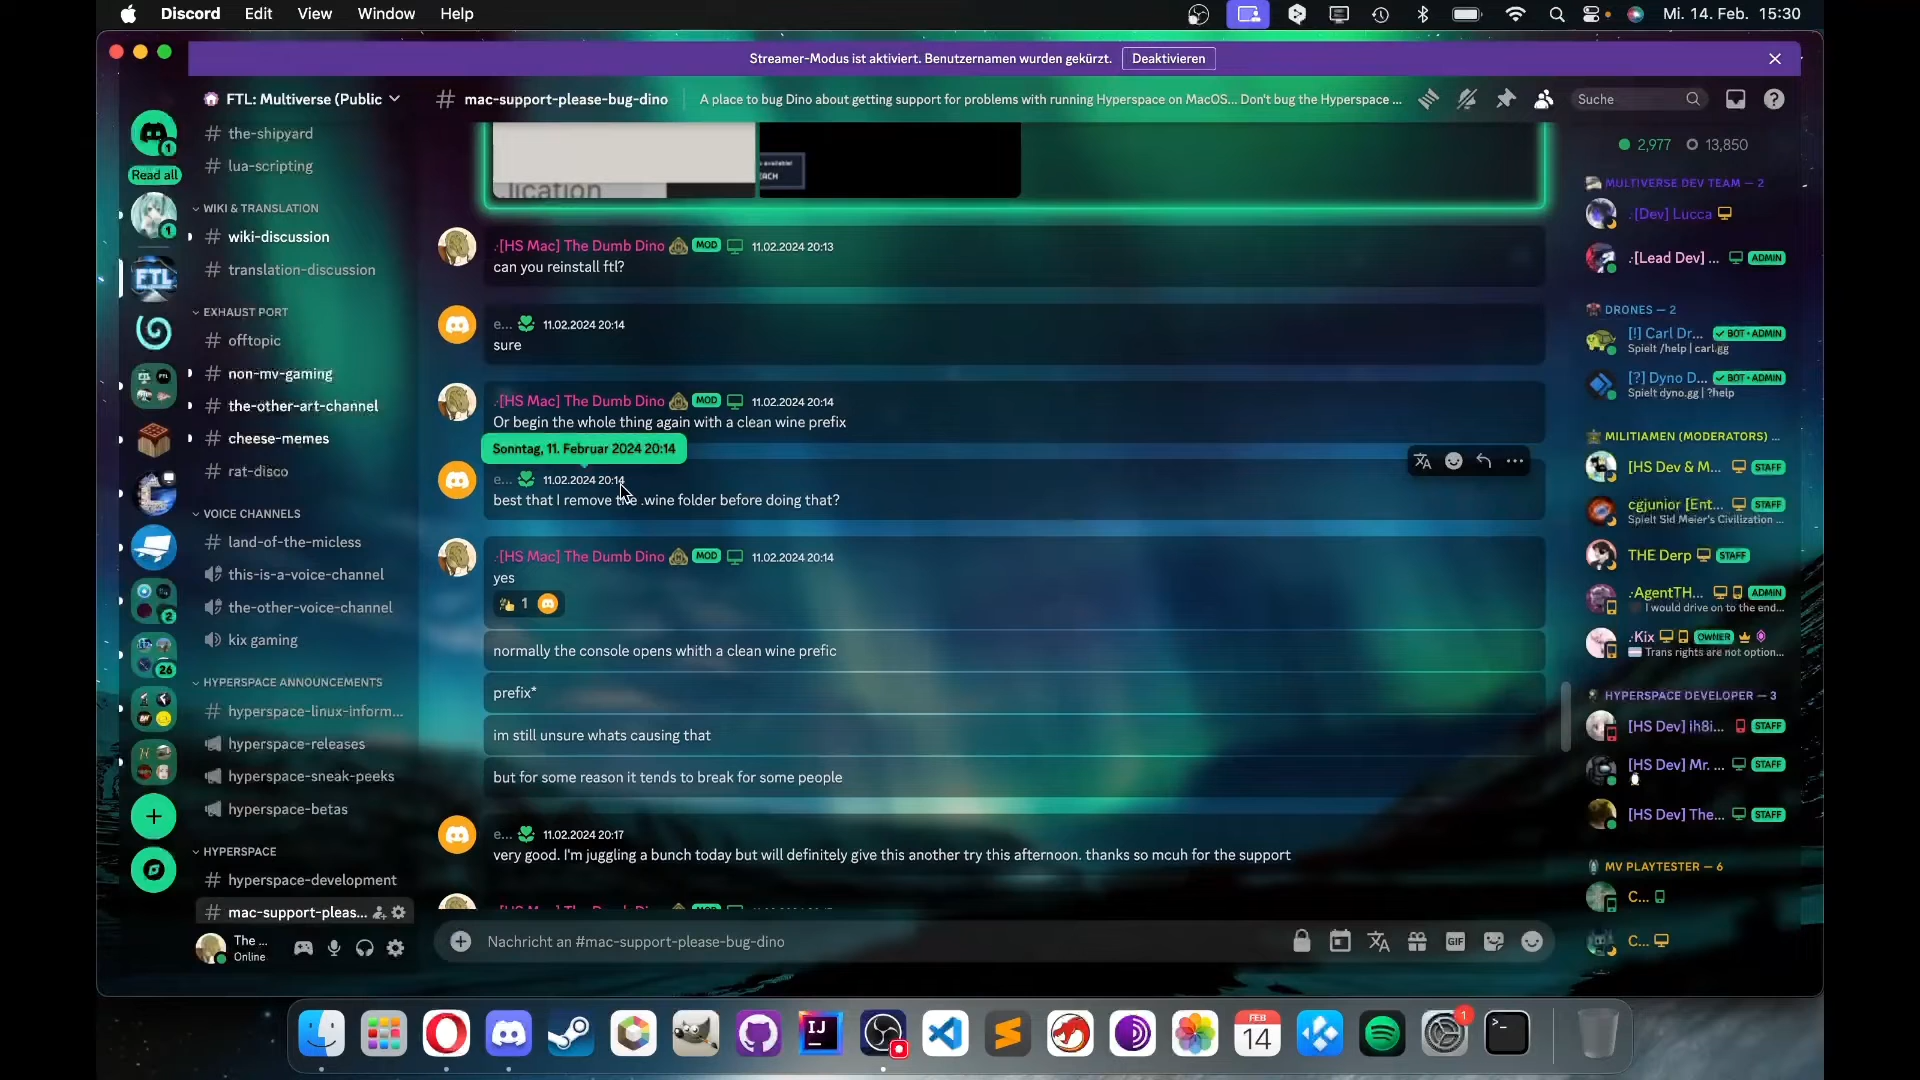 Discord Edit View Window Help
Mi. 14. Feb. 15:30
Streamer-Modus ist aktiviert. Benutzernamen wurden gekürzt. Deaktivieren
FTL: Multiverse (Public
mac-support-please-bug-dino
A place to bug Dino about getting support for problems with running Hyperspace on MacOS... Don't bug the Hyperspace ...
Suche
1
Read all
1
FTL
2
26
the-shipyard
lua-scripting
WIKI & TRANSLATION
wiki-discussion
translation-discussion
EXHAUST PORT
offtopic
non-mv-gaming
the-other-art-channel
cheese-memes
rat-disco
VOICE CHANNELS
land-of-the-micless
this-is-a-voice-channel
the-other-voice-channel
kix gaming
HYPERSPACE ANNOUNCEMENTS
hyperspace-linux-inform...
hyperspace-releases
hyperspace-sneak-peeks
hyperspace-betas
HYPERSPACE
hyperspace-development
mac-support-pleas...
The ...
Online
lication
EACH
.·[HS Mac] The Dumb Dino MOD 11.02.2024 20:13
can you reinstall ftl?
e... 11.02.2024 20:14
sure
.·[HS Mac] The Dumb Dino MOD 11.02.2024 20:14
Or begin the whole thing again with a clean wine prefix
Sonntag, 11. Februar 2024 20:14
e... 11.02.2024 20:14
best that I remove the .wine folder before doing that?
.·[HS Mac] The Dumb Dino MOD 11.02.2024 20:14
yes
1
normally the console opens whith a clean wine prefic
prefix*
im still unsure whats causing that
but for some reason it tends to break for some people
e... 11.02.2024 20:17
very good. I'm juggling a bunch today but will definitely give this another try this afternoon. thanks so mcuh for the support
Nachricht an #mac-support-please-bug-dino
GIF
2,977 13,850
MULTIVERSE DEV TEAM — 2
.·[Dev] Lucca
.·[Lead Dev] ... ADMIN
DRONES — 2
[!] Carl Dr... BOT • ADMIN
Spielt /help | carl.gg
[?] Dyno D... BOT • ADMIN
Spielt dyno.gg | ?help
MILITIAMEN (MODERATORS) ...
[HS Dev & M... STAFF
cgjunior [Ent... STAFF
Spielt Sid Meier's Civilization ...
THE Derp STAFF
.·AgentTH... ADMIN
I would drive on to the end...
.·Kix OWNER
Trans rights are not option...
HYPERSPACE DEVELOPER — 3
[HS Dev] ih8i... STAFF
[HS Dev] Mr. ... STAFF
[HS Dev] The... STAFF
MV PLAYTESTER — 6
C...
C...
IJ
FEB
14
1